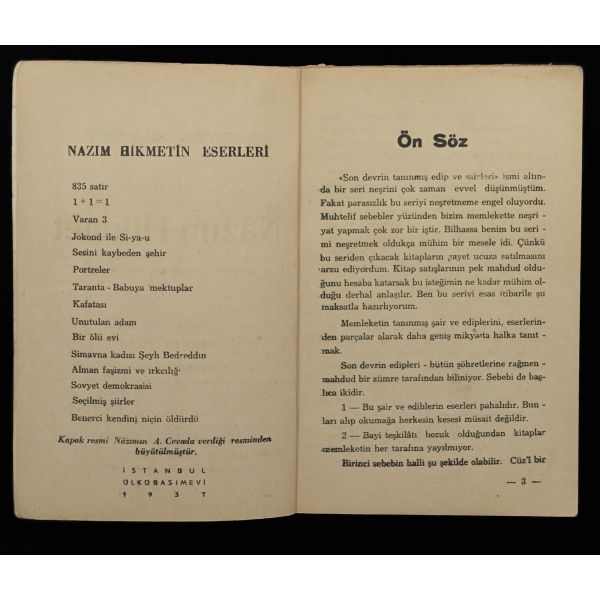 NAZIM HİKMETİN ESERLERİ
835 satır
1+1=1
Varan 3
Jokond ile Si-ya-u
Sesini kaybeden şehir
Portreler
Taranta - Babuya mektuplar
Kafatası
Unutulan adam
Bir ölü evi
Simavna kadısı Şeyh Bedreddin
Alman faşizmi ve ırkcılığı
Sovyet demokrasisi
Seçilmiş şiirler
Benerci kendini niçin öldürdü
Kapak resmi Nâzımın A. Cevada verdiği resminden
büyütülmüştür.
İSTANBUL
ÜLKÜBASIMEVİ
1937
Ön Söz
«Son devrin tanınmış edip ve şairleri» ismi altın-
da bir seri neşrini çok zaman evvel düşünmüştüm.
Fakat parasızlık bu seriyi neşretmeme engel oluyordu.
Muhtelif sebebler yüzünden bizim memlekette neşri-
yat yapmak çok zor bir iştir. Bilhassa benim bu seri-
mi neşretmek oldukça mühim bir mesele idi. Çünkü
bu seriden çıkacak kitapların gayet ucuza satılmasını
arzu ediyordum. Kitap satışlarının pek mahdud oldu-
ğunu hesaba katarsak bu isteğimin ne kadar mühim ol-
duğu derhal anlaşılır. Ben bu seriyi esas itibarile şu
maksatla hazırlıyorum.
Memleketin tanınmış şair ve ediplerini, eserlerin-
den parçalar alarak daha geniş mikyasta halka tanıt -
mak.
Son devrin edipleri - bütün şöhretlerine rağmen -
mahdud bir zümre tarafından biliniyor. Sebebi de baş-
lıca ikidir.
1 — Bu şair ve ediblerin eserleri pahalıdır. Bun -
ları alıp okumağa herkesin kesesi müsait değildir.
2 — Bayi teşkilâtı bozuk olduğundan kitaplar
memleketin her tarafına yayılmıyor.
Birinci sebebin halli şu şekilde olabilir. Cüz'î bir
— 3 —